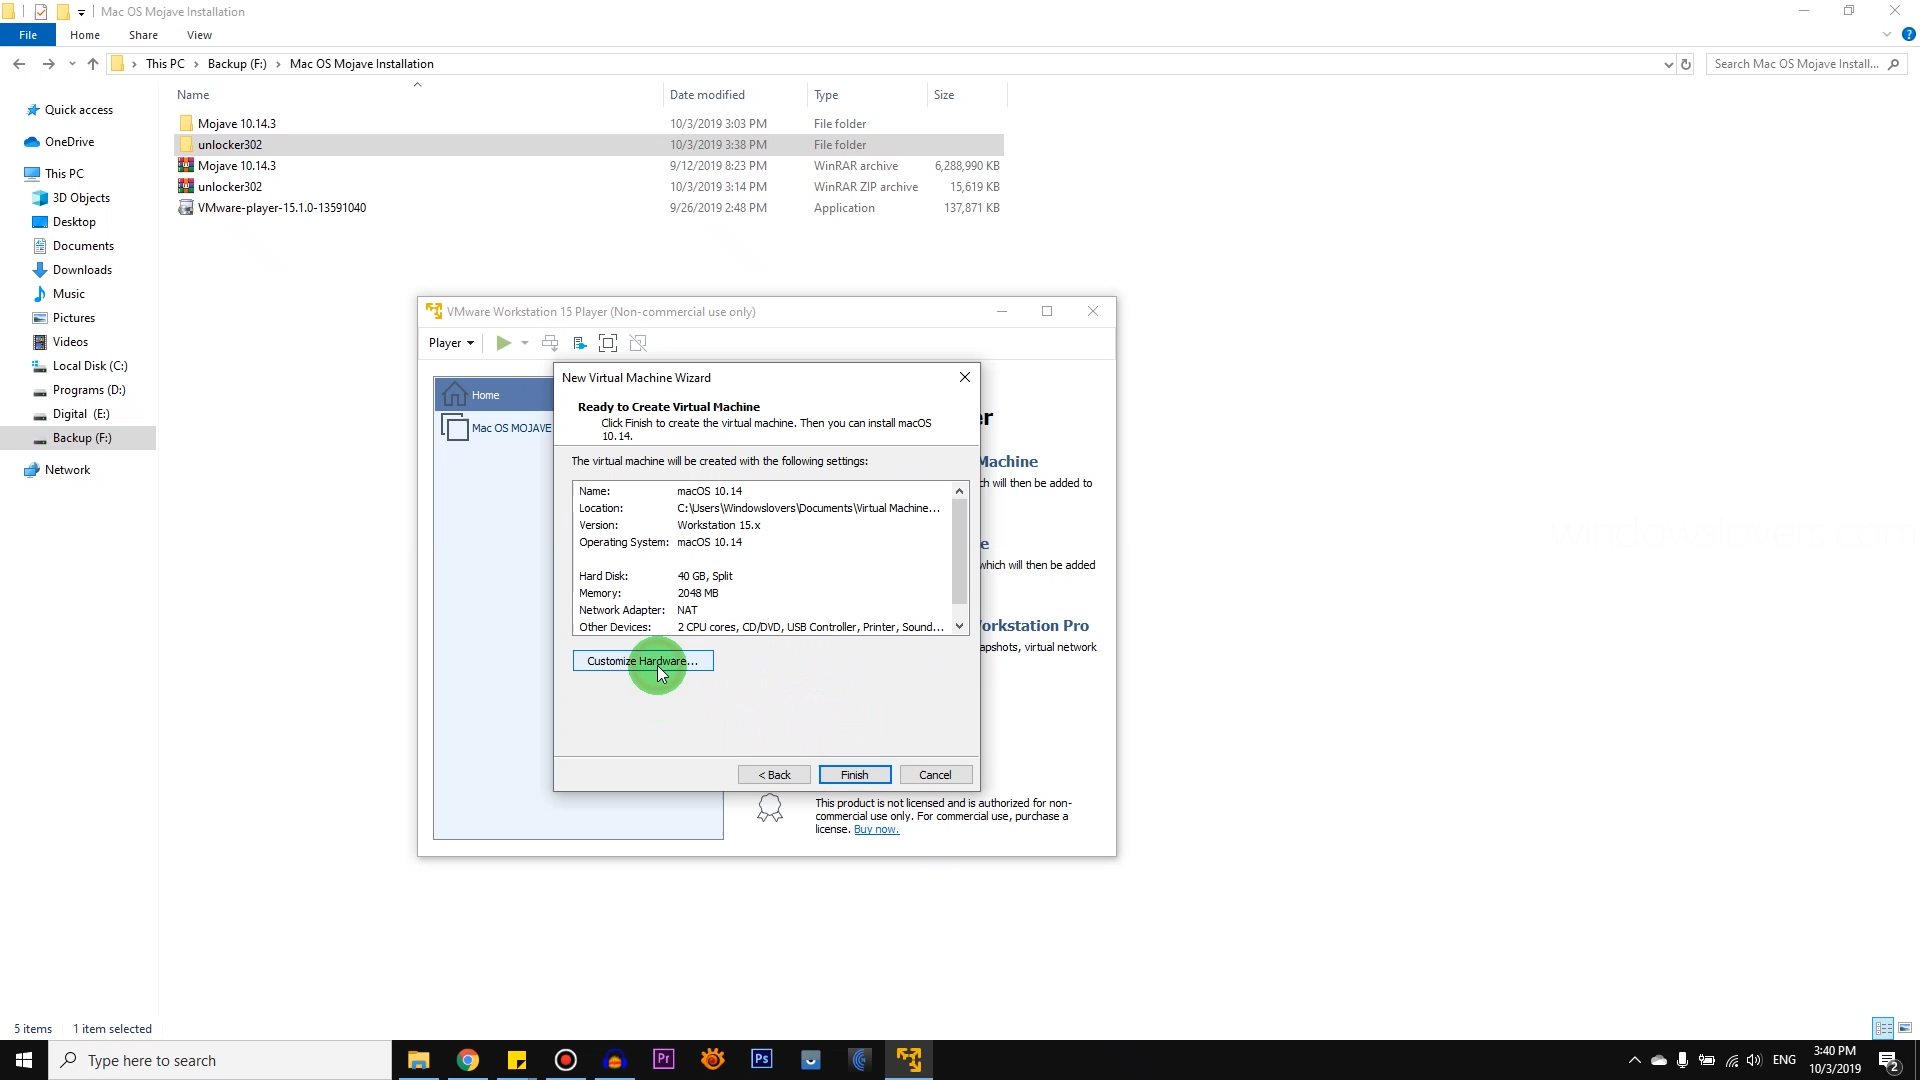 Mac OS Mojave Installation
File Home Share View
This PC Backup (F:) Mac OS Mojave Installation
Search Mac OS Mojave Install...
Name Date modified Type Size
Mojave 10.14.3 10/3/2019 3:03 PM File folder
unlocker302 10/3/2019 3:38 PM File folder
Mojave 10.14.3 9/12/2019 8:23 PM WinRAR archive 6,288,990 KB
unlocker302 10/3/2019 3:14 PM WinRAR ZIP archive 15,619 KB
VMware-player-15.1.0-13591040 9/26/2019 2:48 PM Application 137,871 KB
Quick access
OneDrive
This PC
3D Objects
Desktop
Documents
Downloads
Music
Pictures
Videos
Local Disk (C:)
Programs (D:)
Digital (E:)
Backup (F:)
Network
VMware Workstation 15 Player (Non-commercial use only)
Player
Home
Mac OS MOJAVE
New Virtual Machine Wizard
Ready to Create Virtual Machine
Click Finish to create the virtual machine. Then you can install macOS
10.14.
The virtual machine will be created with the following settings:
Name: macOS 10.14
Location: C:\Users\Windowslovers\Documents\Virtual Machine...
Version: Workstation 15.x
Operating System: macOS 10.14
Hard Disk: 40 GB, Split
Memory: 2048 MB
Network Adapter: NAT
Other Devices: 2 CPU cores, CD/DVD, USB Controller, Printer, Sound...
Customize Hardware...
< Back Finish Cancel
er
Machine
ch will then be added to
e
which will then be added
orkstation Pro
apshots, virtual network
This product is not licensed and is authorized for non-
commercial use only. For commercial use, purchase a
license. Buy now.
windowslovers.com
5 items 1 item selected
Type here to search
Pr
Ps
ENG
3:40 PM
10/3/2019
2